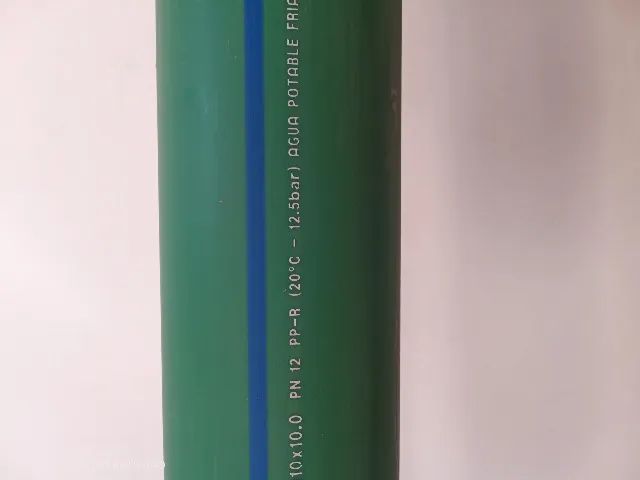 10x10.0 PN 12 PP-R (20°C - 12.5bar) AGUA POTABLE FRIA